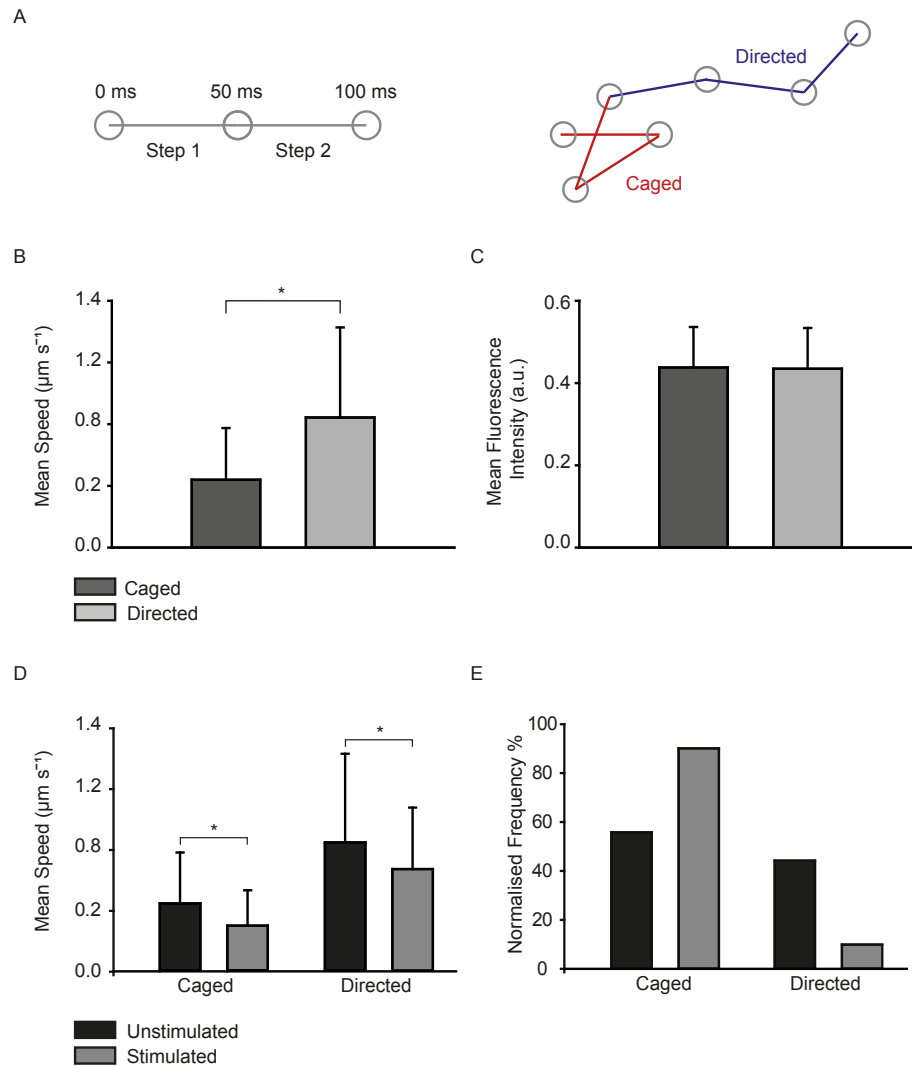 A
0 ms 50 ms 100 ms
Step 1 Step 2
Directed
Caged
B
Mean Speed (µm s⁻¹)
1.4
1.2
0.8
0.2
0.0
*
Caged
Directed
C
Mean Fluorescence
Intensity (a.u.)
0.6
0.4
0.2
0.0
D
Mean Speed (µm s⁻¹)
1.4
1.2
0.8
0.2
0.0
*
*
Caged Directed
Unstimulated
Stimulated
E
Normalised Frequency %
100
80
60
40
20
0
Caged Directed